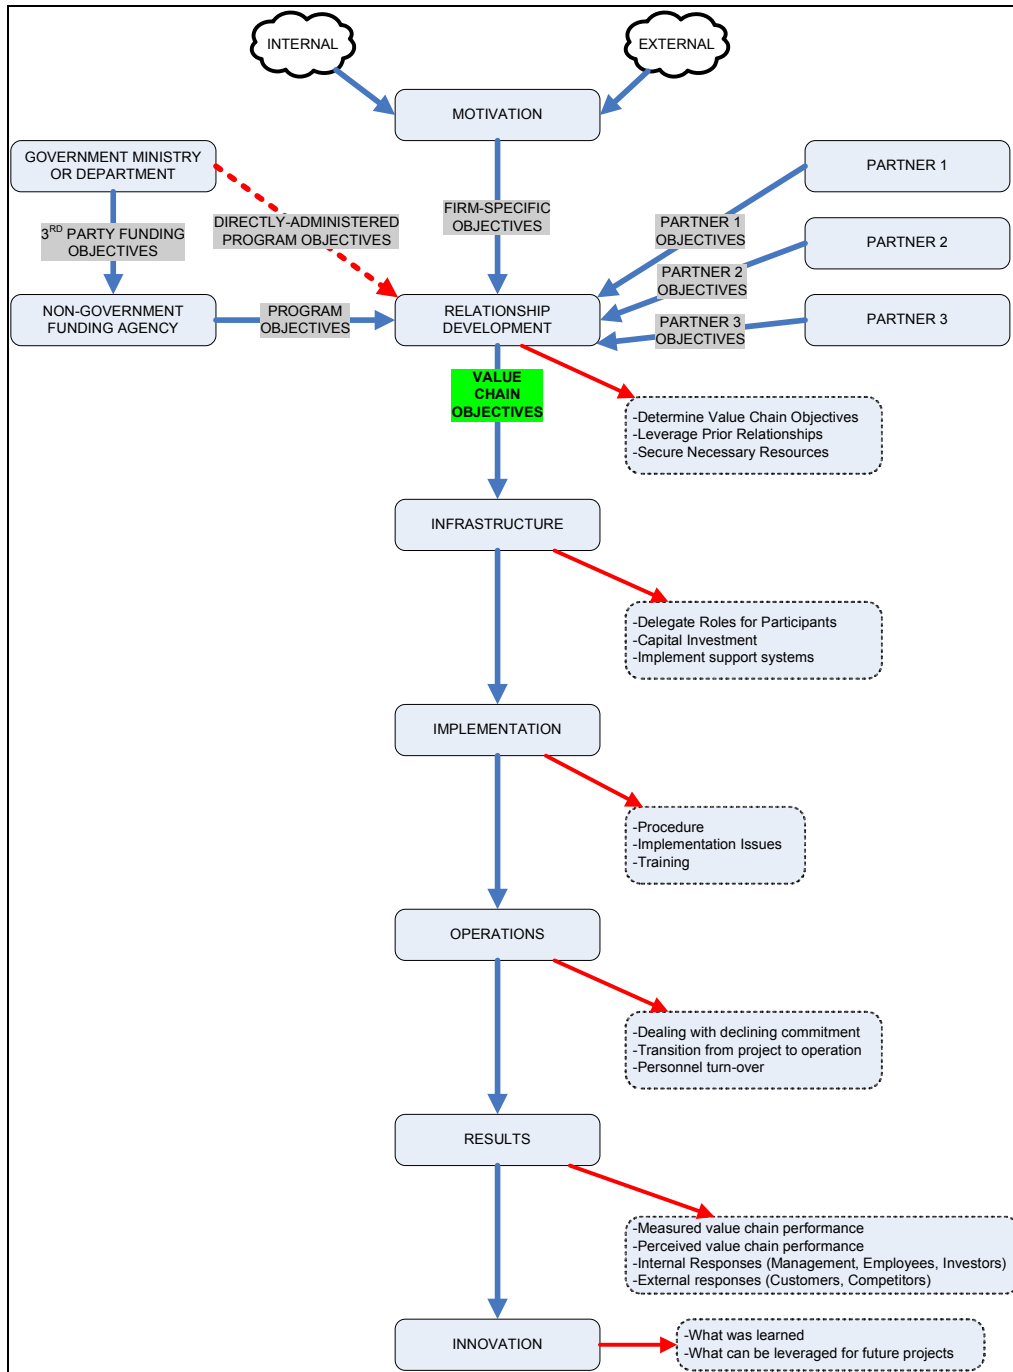 INTERNAL
EXTERNAL
MOTIVATION
GOVERNMENT MINISTRY
OR DEPARTMENT
PARTNER 1
3RD PARTY FUNDING
OBJECTIVES
DIRECTLY-ADMINISTERED
PROGRAM OBJECTIVES
FIRM-SPECIFIC
OBJECTIVES
PARTNER 1
OBJECTIVES
PARTNER 2
PARTNER 2
OBJECTIVES
NON-GOVERNMENT
FUNDING AGENCY
PROGRAM
OBJECTIVES
RELATIONSHIP
DEVELOPMENT
PARTNER 3
OBJECTIVES
PARTNER 3
VALUE
CHAIN
OBJECTIVES
-Determine Value Chain Objectives
-Leverage Prior Relationships
-Secure Necessary Resources
INFRASTRUCTURE
-Delegate Roles for Participants
-Capital Investment
-Implement support systems
IMPLEMENTATION
-Procedure
-Implementation Issues
-Training
OPERATIONS
-Dealing with declining commitment
-Transition from project to operation
-Personnel turn-over
RESULTS
-Measured value chain performance
-Perceived value chain performance
-Internal Responses (Management, Employees, Investors)
-External responses (Customers, Competitors)
INNOVATION
-What was learned
-What can be leveraged for future projects